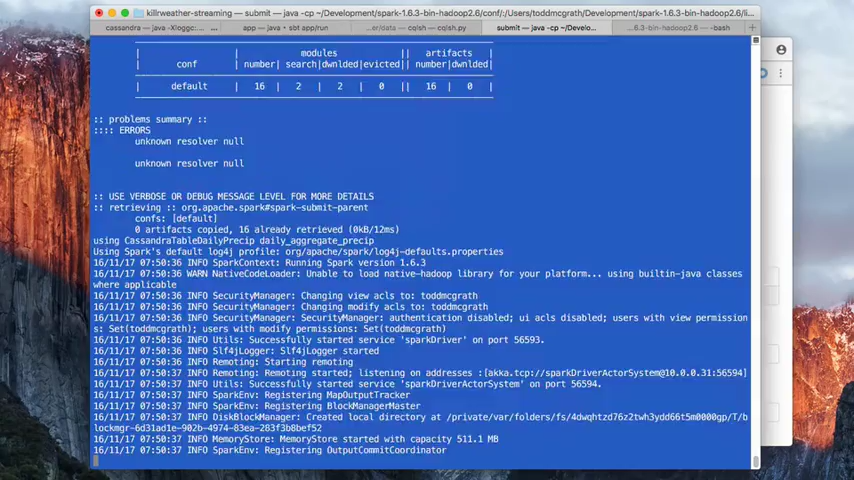 killrweather-streaming — submit — java -cp ~/Development/spark-1.6.3-bin-hadoop2.6/conf/:/Users/toddmcgrath/Development/spark-1.6.3-bin-hadoop2.6/li...
cassandra — java -Xloggc:... ... app — java ◂ sbt app/run ...er/data — cqlsh — cqlsh.py submit — java -cp ~/Develo... ...6.3-bin-hadoop2.6 — -bash
| | modules || artifacts |
| conf | number| search|dwnlded|evicted|| number|dwnlded|
| default | 16 | 2 | 2 | 0 || 16 | 0 |
:: problems summary ::
:::: ERRORS
unknown resolver null
unknown resolver null
:: USE VERBOSE OR DEBUG MESSAGE LEVEL FOR MORE DETAILS
:: retrieving :: org.apache.spark#spark-submit-parent
confs: [default]
0 artifacts copied, 16 already retrieved (0kB/12ms)
using CassandraTableDailyPrecip daily_aggregate_precip
Using Spark's default log4j profile: org/apache/spark/log4j-defaults.properties
16/11/17 07:50:36 INFO SparkContext: Running Spark version 1.6.3
16/11/17 07:50:36 WARN NativeCodeLoader: Unable to load native-hadoop library for your platform... using builtin-java classes
where applicable
16/11/17 07:50:36 INFO SecurityManager: Changing view acls to: toddmcgrath
16/11/17 07:50:36 INFO SecurityManager: Changing modify acls to: toddmcgrath
16/11/17 07:50:36 INFO SecurityManager: SecurityManager: authentication disabled; ui acls disabled; users with view permission
s: Set(toddmcgrath); users with modify permissions: Set(toddmcgrath)
16/11/17 07:50:36 INFO Utils: Successfully started service 'sparkDriver' on port 56593.
16/11/17 07:50:36 INFO Slf4jLogger: Slf4jLogger started
16/11/17 07:50:36 INFO Remoting: Starting remoting
16/11/17 07:50:37 INFO Remoting: Remoting started; listening on addresses :[akka.tcp://sparkDriverActorSystem@10.0.0.31:56594]
16/11/17 07:50:37 INFO Utils: Successfully started service 'sparkDriverActorSystem' on port 56594.
16/11/17 07:50:37 INFO SparkEnv: Registering MapOutputTracker
16/11/17 07:50:37 INFO SparkEnv: Registering BlockManagerMaster
16/11/17 07:50:37 INFO DiskBlockManager: Created local directory at /private/var/folders/fs/4dwqhtzd76z2twh3ydd66t5m0000gp/T/b
lockmgr-6d31ad1e-902b-4974-83ea-283f3b8bef52
16/11/17 07:50:37 INFO MemoryStore: MemoryStore started with capacity 511.1 MB
16/11/17 07:50:37 INFO SparkEnv: Registering OutputCommitCoordinator